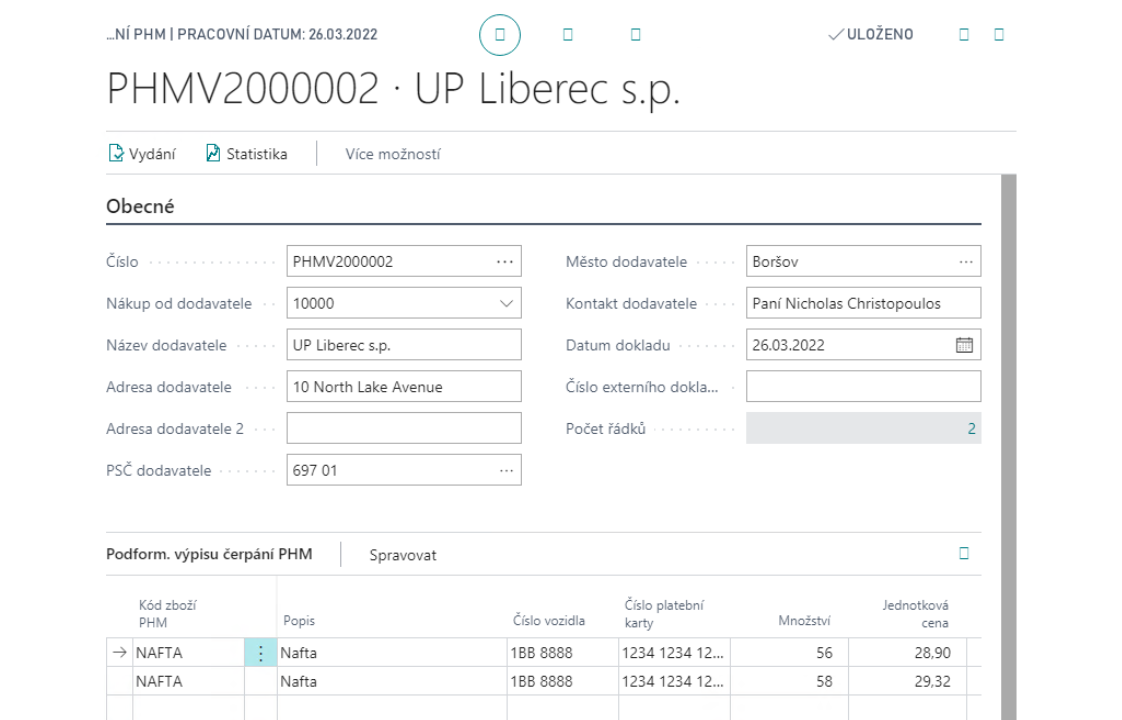 …NÍ PHM | PRACOVNÍ DATUM: 26.03.2022
ULOŽENO
PHMV2000002 · UP Liberec s.p.
Vydání Statistika Více možností
Obecné
Číslo PHMV2000002
Nákup od dodavatele 10000
Název dodavatele UP Liberec s.p.
Adresa dodavatele 10 North Lake Avenue
Adresa dodavatele 2
PSČ dodavatele 697 01
Město dodavatele Boršov
Kontakt dodavatele Paní Nicholas Christopoulos
Datum dokladu 26.03.2022
Číslo externího dokla...
Počet řádků 2
Podform. výpisu čerpání PHM Spravovat
Kód zboží PHM Popis Číslo vozidla Číslo platební karty Množství Jednotková cena
NAFTA Nafta 1BB 8888 1234 1234 12... 56 28,90
NAFTA Nafta 1BB 8888 1234 1234 12... 58 29,32